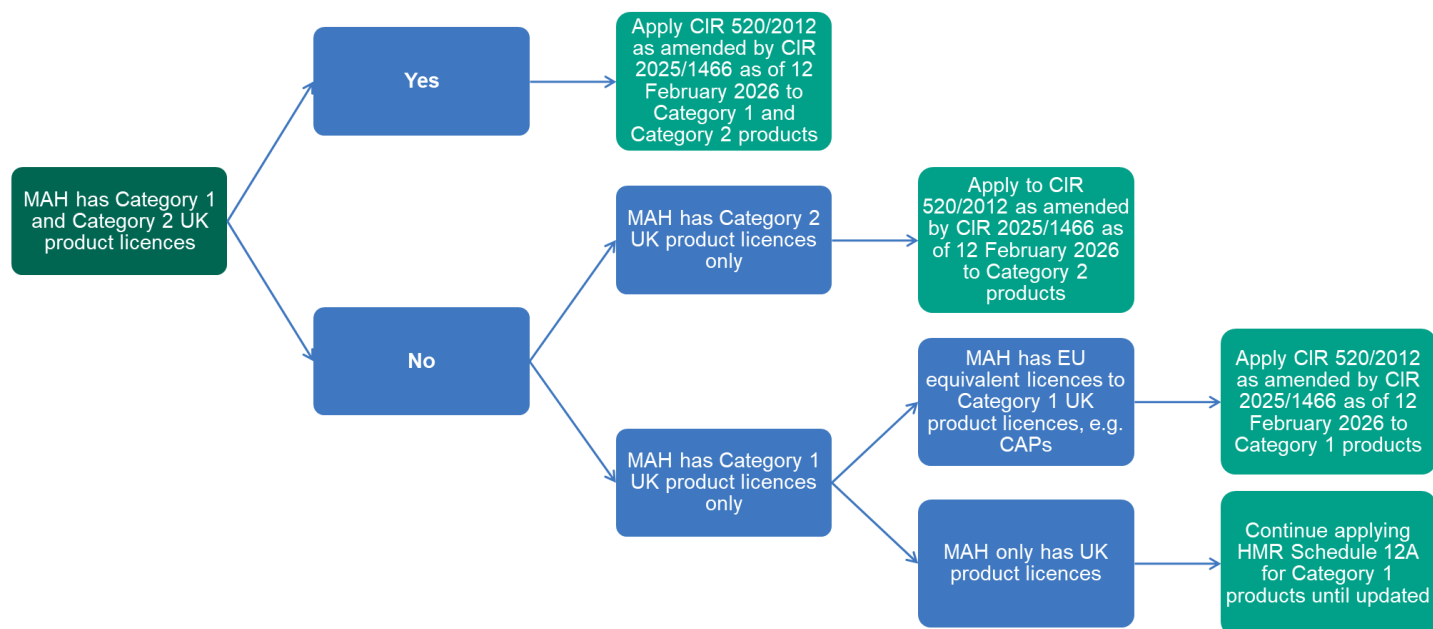 MAH has Category 1
and Category 2 UK
product licences
Yes
Apply CIR 520/2012
as amended by CIR
2025/1466 as of 12
February 2026 to
Category 1 and
Category 2 products
No
MAH has Category 2
UK product licences
only
Apply to CIR
520/2012 as amended
by CIR 2025/1466 as
of 12 February 2026
to Category 2
products
MAH has Category 1
UK product licences
only
MAH has EU
equivalent licences to
Category 1 UK
product licences, e.g.
CAPs
Apply CIR 520/2012
as amended by CIR
2025/1466 as of 12
February 2026 to
Category 1 products
MAH only has UK
product licences
Continue applying
HMR Schedule 12A
for Category 1
products until updated